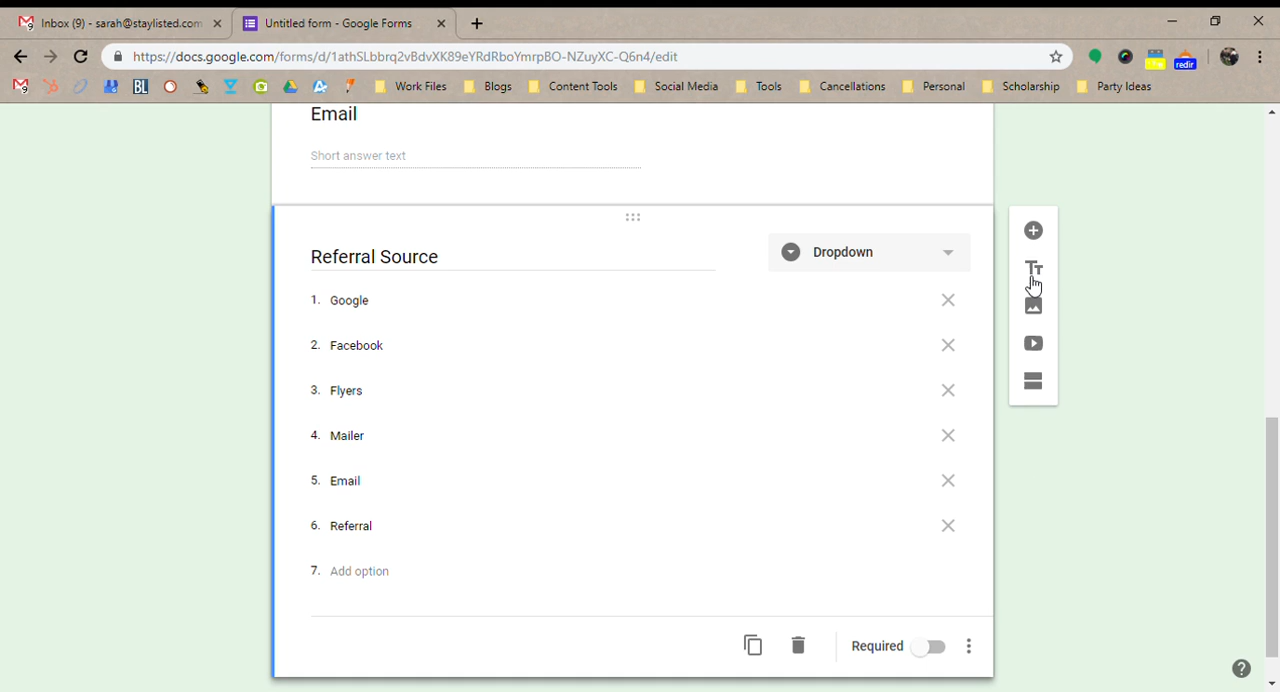 Inbox (9) - sarah@staylisted.com
Untitled form - Google Forms
https://docs.google.com/forms/d/1athSLbbrq2vBdvXK89eYRdRboYmrpBO-NZuyXC-Q6n4/edit
redir
BL
Work Files
Blogs
Content Tools
Social Media
Tools
Cancellations
Personal
Scholarship
Party Ideas
Email
Short answer text
Referral Source
Dropdown
1. Google
2. Facebook
3. Flyers
4. Mailer
5. Email
6. Referral
7. Add option
Required